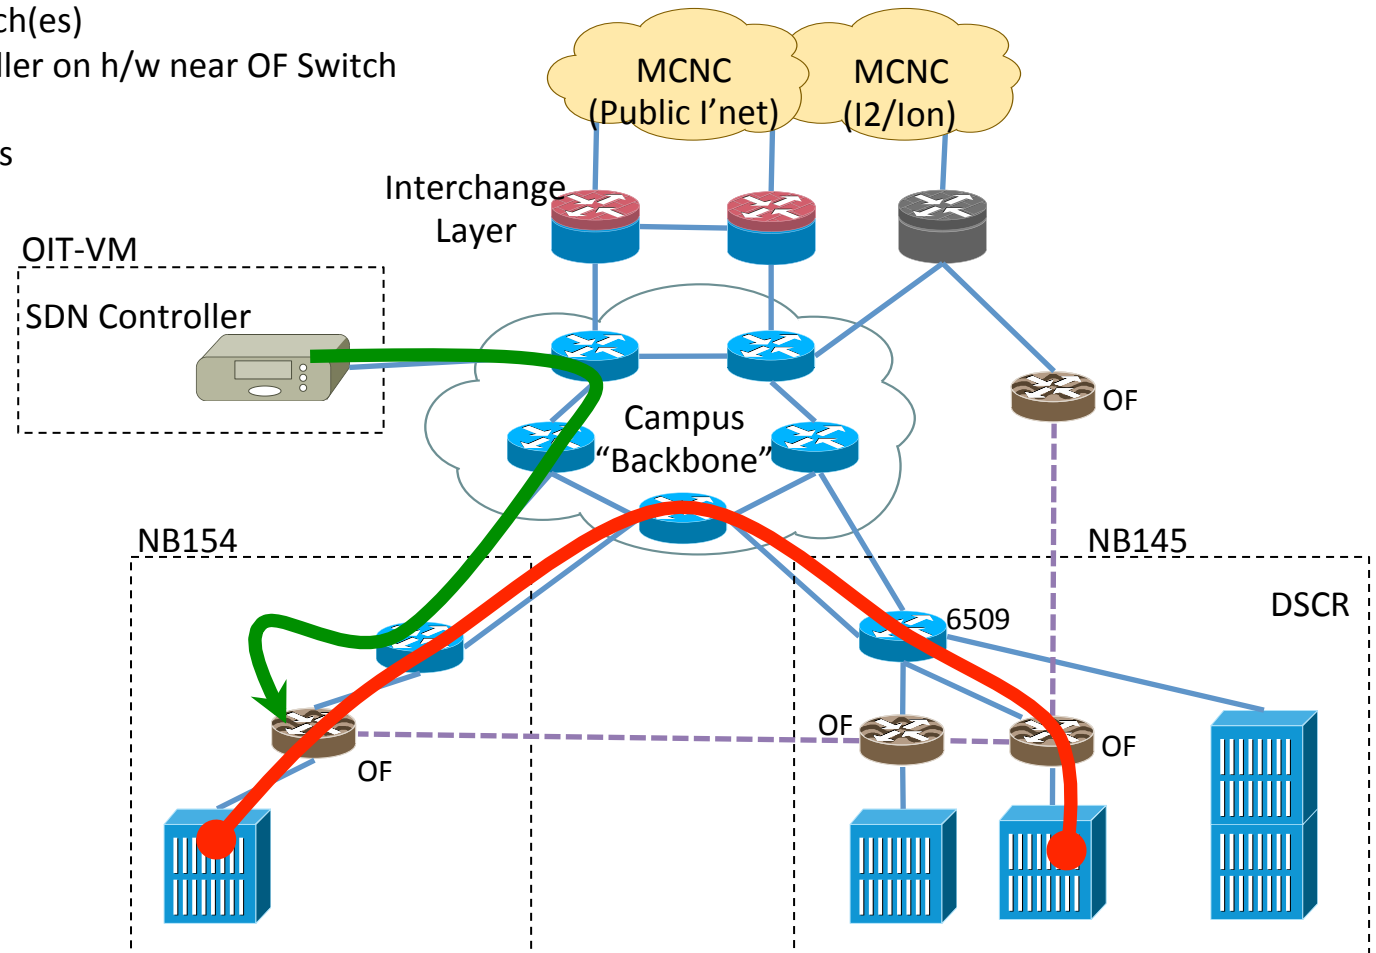 ch(es)
ller on h/w near OF Switch
s
MCNC
(Public I’net)
MCNC
(I2/Ion)
Interchange
Layer
OIT-VM
SDN Controller
OF
Campus
“Backbone”
NB154
NB145
DSCR
6509
OF
OF
OF